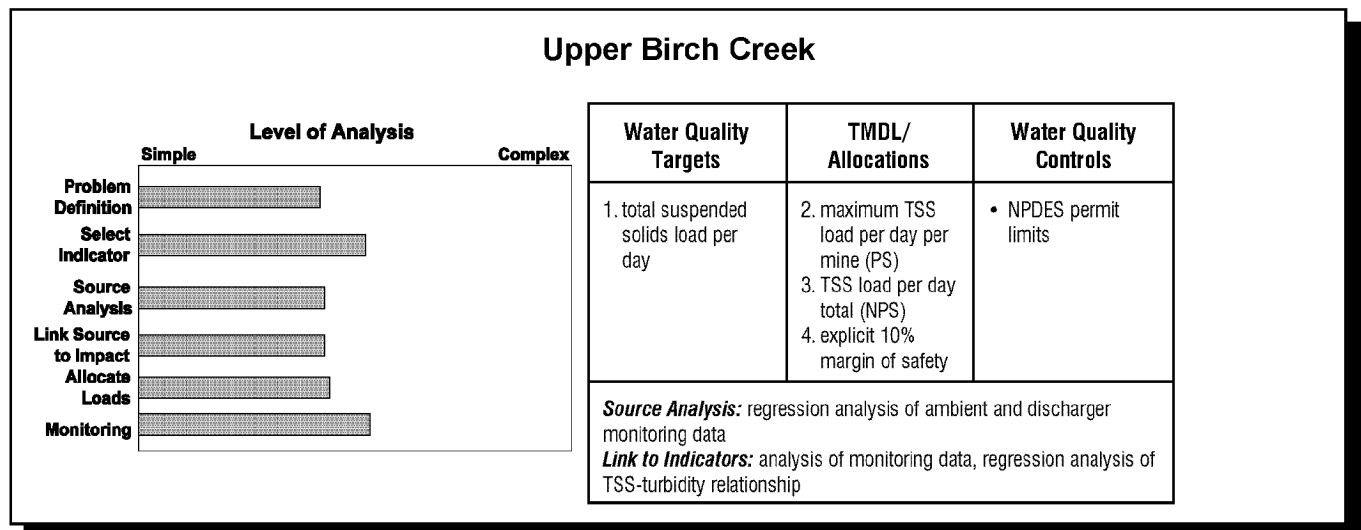 Upper Birch Creek
Level of Analysis
Simple
Complex
Problem
Definition
Select
Indicator
Source
Analysis
Link Source
to Impact
Allocate
Loads
Monitoring
Water Quality
Targets
TMDL/
Allocations
Water Quality
Controls
1. total suspended
solids load per
day
2. maximum TSS
load per day per
mine (PS)
3. TSS load per day
total (NPS)
4. explicit 10%
margin of safety
• NPDES permit
limits
Source Analysis: regression analysis of ambient and discharger
monitoring data
Link to Indicators: analysis of monitoring data, regression analysis of
TSS-turbidity relationship